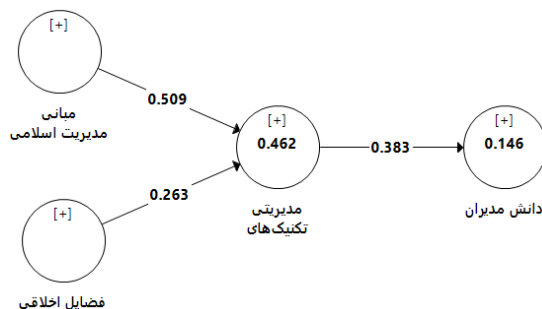 [+]
مبانی
مدیریت اسلامی
0.509
[+]
0.462
مدیریتی
تکنیک‌های
0.383
[+]
0.146
دانش مدیران
0.263
[+]
فضایل اخلاقی